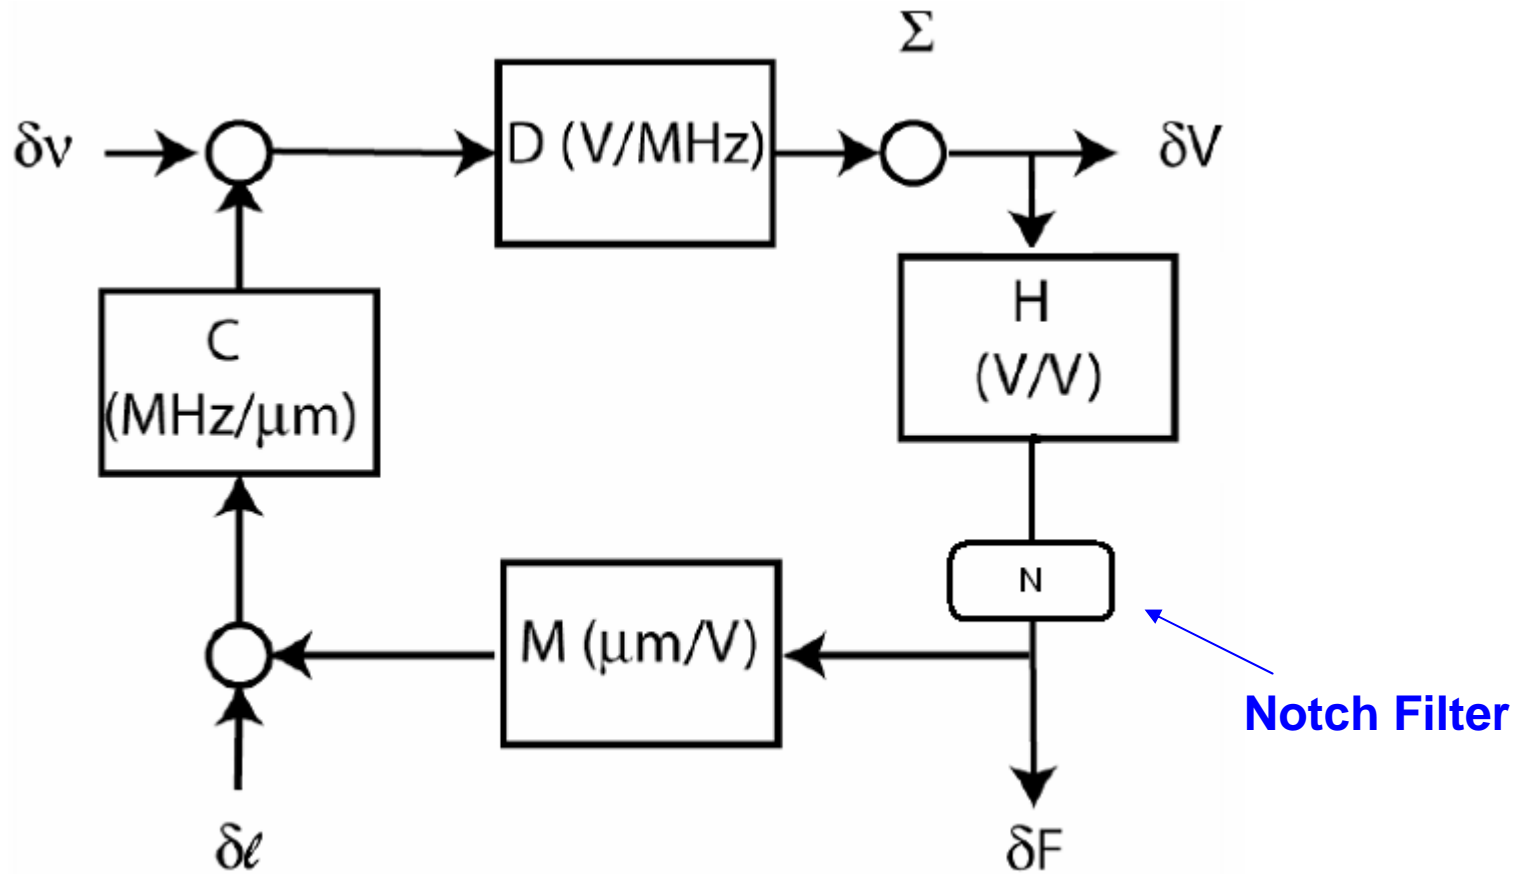 Σ
δν
D (V/MHz)
δV
C
(MHz/μm)
H
(V/V)
N
M (μm/V)
Notch Filter
δℓ
δF